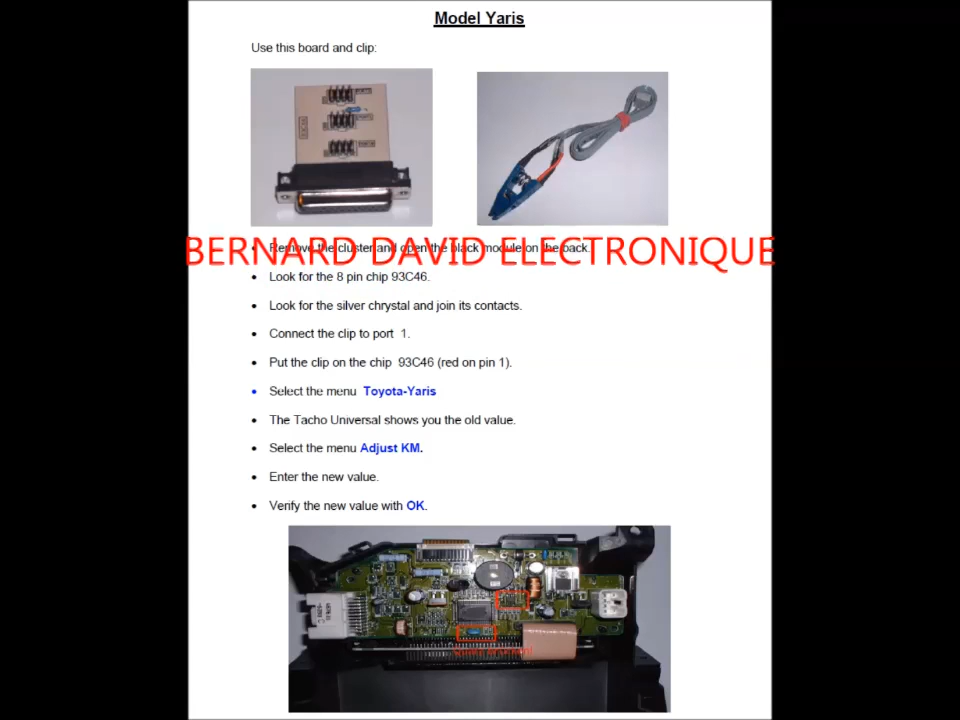 Model Yaris
Use this board and clip:
Remove the cluster and open the black module on the back.
BERNARD DAVID ELECTRONIQUE
Look for the 8 pin chip 93C46.
Look for the silver chrystal and join its contacts.
Connect the clip to port 1.
Put the clip on the chip 93C46 (red on pin 1).
Select the menu Toyota-Yaris
The Tacho Universal shows you the old value.
Select the menu Adjust KM.
Enter the new value.
Verify the new value with OK.